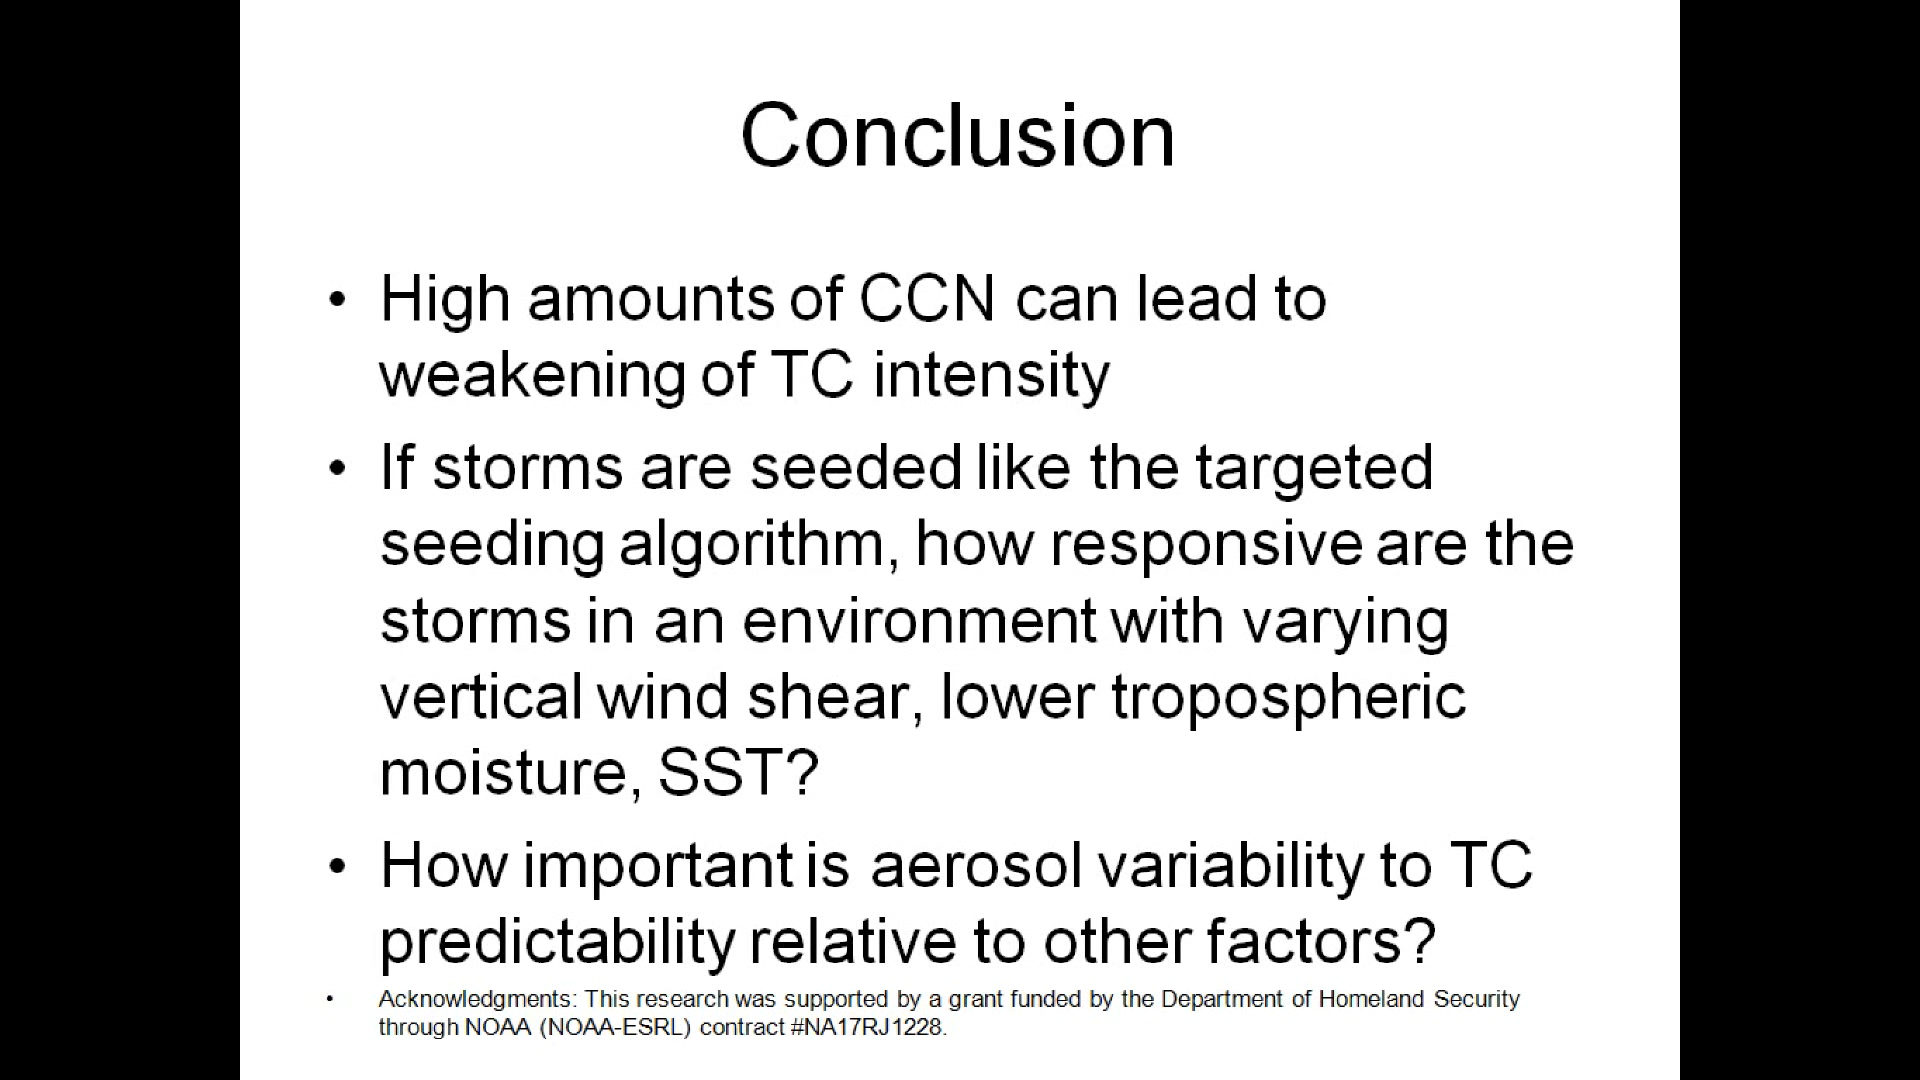 Conclusion
• High amounts of CCN can lead to
weakening of TC intensity
• If storms are seeded like the targeted
seeding algorithm, how responsive are the
storms in an environment with varying
vertical wind shear, lower tropospheric
moisture, SST?
• How important is aerosol variability to TC
predictability relative to other factors?
• Acknowledgments: This research was supported by a grant funded by the Department of Homeland Security
through NOAA (NOAA-ESRL) contract #NA17RJ1228.